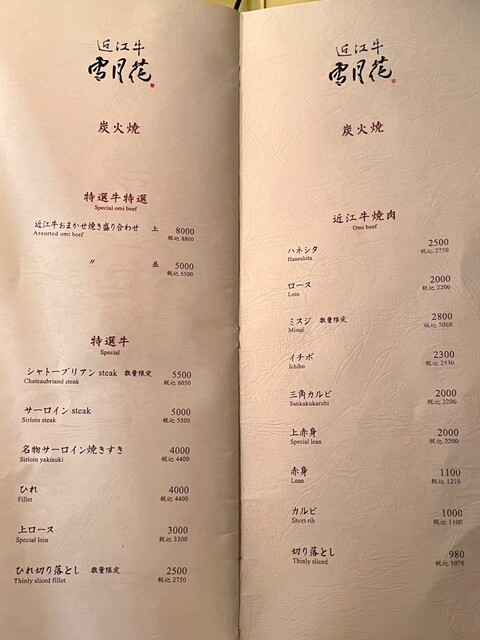 近江牛
雪月花
炭火焼
特選牛特選
Special omi beef
近江牛おまかせ焼き盛り合わせ 上 8000
Assorted omi beef 税込 8800
〃 並 5000
税込 5500
特選牛
Special
シャトーブリアン steak 数量限定 5500
Chateaubriand steak 税込 6050
サーロイン steak 5000
Sirloin steak 税込 5500
名物サーロイン焼きすき 4000
Sirloin yakisuki 税込 4400
ひれ 4000
Fillet 税込 4400
上ロース 3000
Special loin 税込 3300
ひれ切り落とし 数量限定 2500
Thinly sliced fillet 税込 2750
近江牛
雪月花
炭火焼
近江牛焼肉
Omi beef
ハネシタ 2500
Haneshita 税込 2750
ロース 2000
Loin 税込 2200
ミスジ 数量限定 2800
Misuji 税込 3080
イチボ 2300
Ichibo 税込 2530
三角カルビ 2000
Sankakukarubi 税込 2200
上赤身 2000
Special lean 税込 2200
赤身 1100
Lean 税込 1210
カルビ 1000
Short rib 税込 1100
切り落とし 980
Thinly sliced 税込 1078